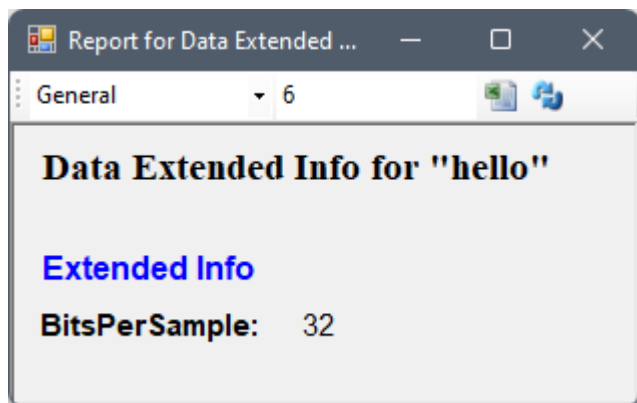 Report for Data Extended ...
General 6
Data Extended Info for "hello"
Extended Info
BitsPerSample: 32